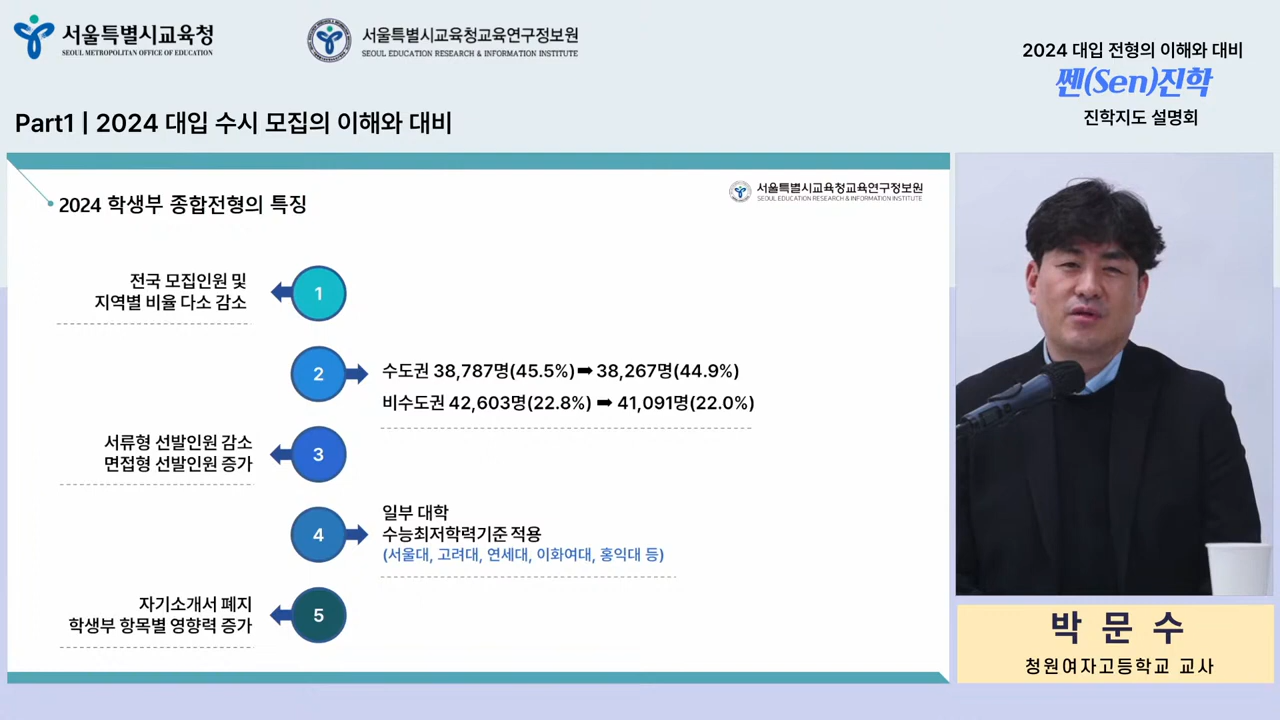 서울특별시교육청
SEOUL METROPOLITAN OFFICE OF EDUCATION
서울특별시교육청교육연구정보원
SEOUL EDUCATION RESEARCH & INFORMATION INSTITUTE
2024 대입 전형의 이해와 대비
쎈(Sen)진학
진학지도 설명회
Part1 | 2024 대입 수시 모집의 이해와 대비
2024 학생부 종합전형의 특징
서울특별시교육청교육연구정보원
SEOUL EDUCATION RESEARCH & INFORMATION INSTITUTE
전국 모집인원 및
지역별 비율 다소 감소
1
2
수도권 38,787명(45.5%)➡38,267명(44.9%)
비수도권 42,603명(22.8%) ➡ 41,091명(22.0%)
서류형 선발인원 감소
면접형 선발인원 증가
3
4
일부 대학
수능최저학력기준 적용
(서울대, 고려대, 연세대, 이화여대, 홍익대 등)
자기소개서 폐지
학생부 항목별 영향력 증가
5
박 문 수
청원여자고등학교 교사